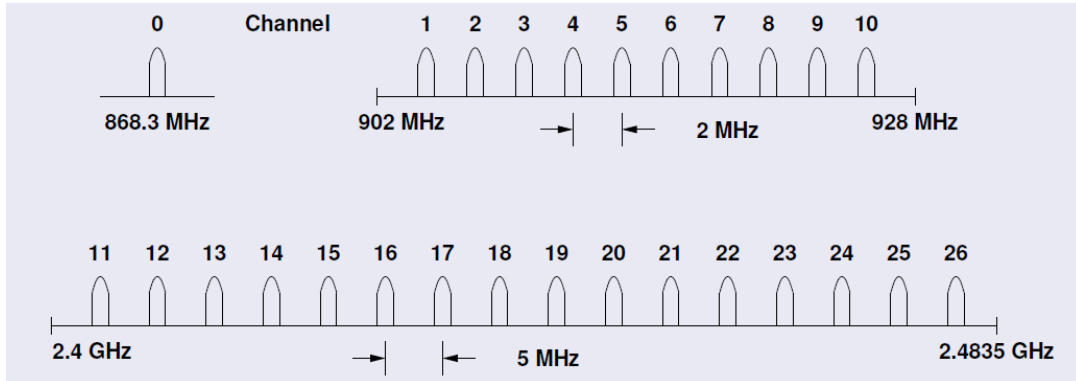 0 Channel 1 2 3 4 5 6 7 8 9 10
868.3 MHz 902 MHz 2 MHz 928 MHz
11 12 13 14 15 16 17 18 19 20 21 22 23 24 25 26
2.4 GHz 5 MHz 2.4835 GHz